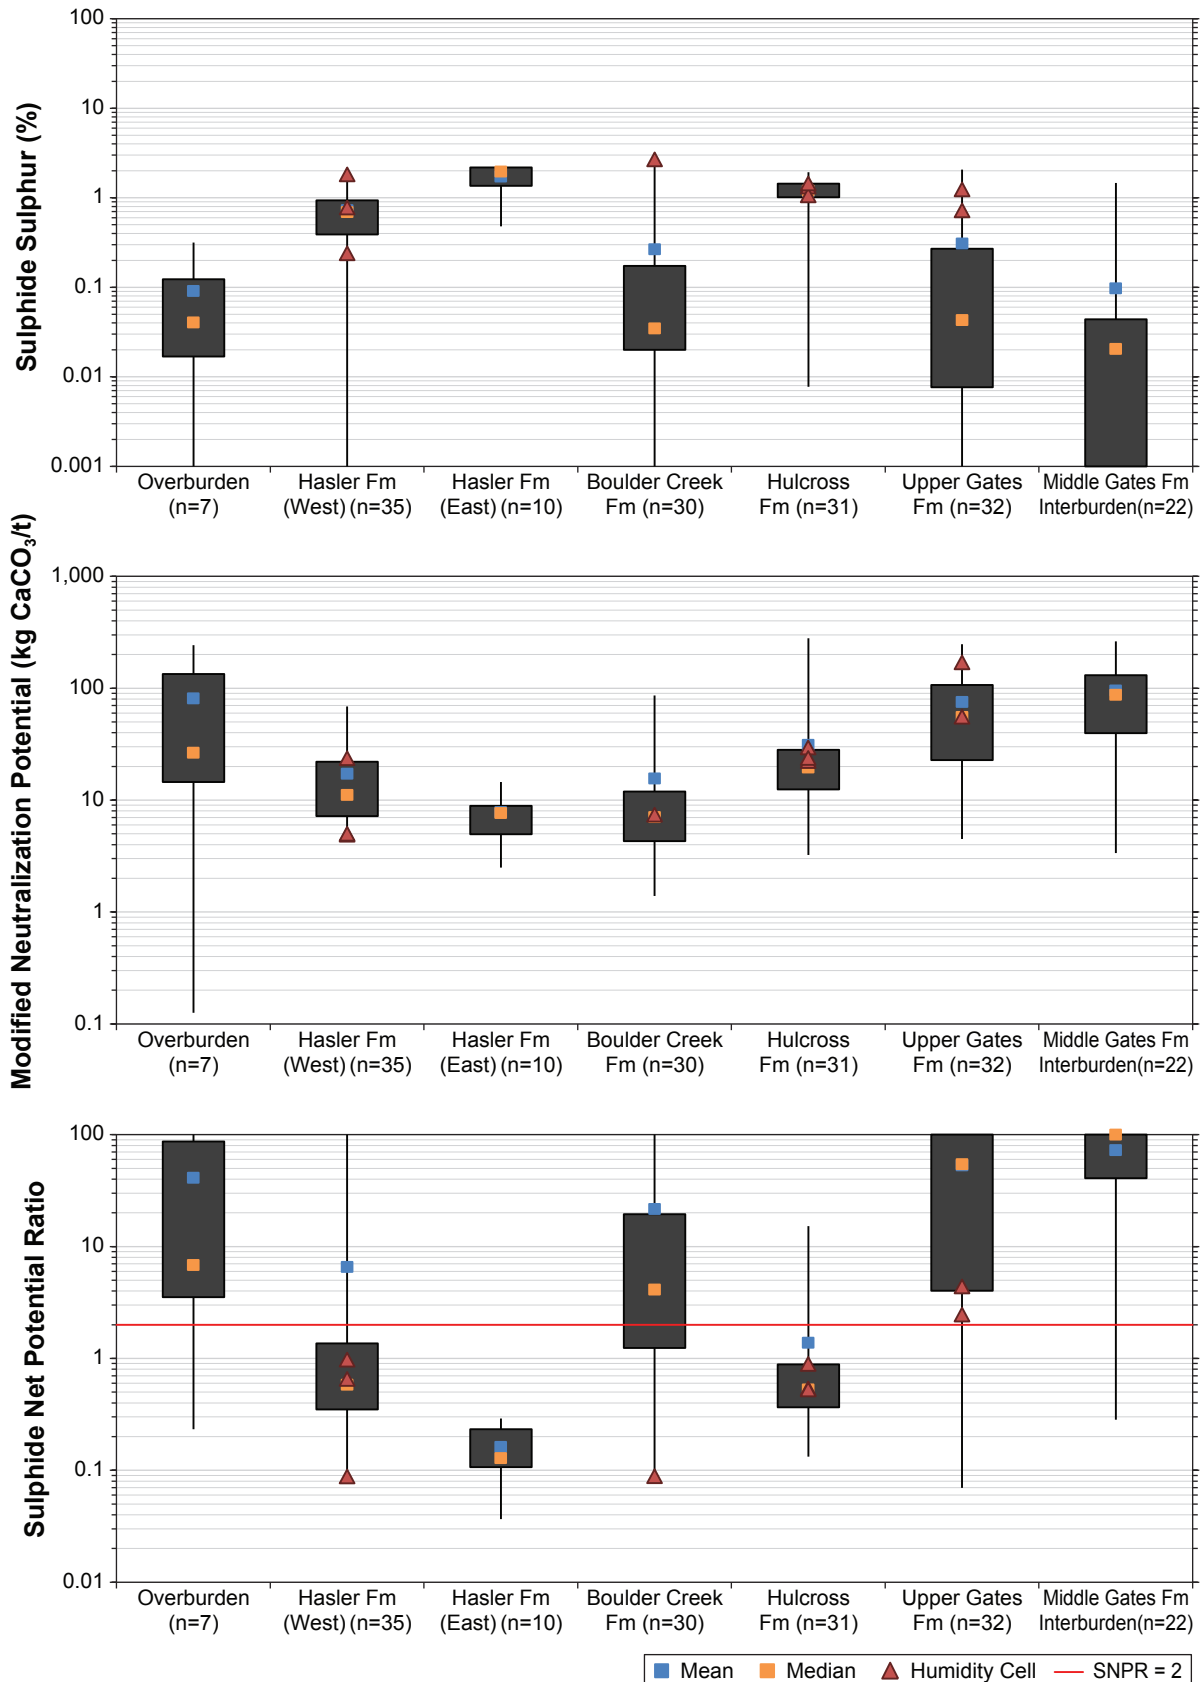 Sulphide Sulphur (%)
100
10
1
0.1
0.01
0.001
Overburden
(n=7)
Hasler Fm
(West) (n=35)
Hasler Fm
(East) (n=10)
Boulder Creek
Fm (n=30)
Hulcross
Fm (n=31)
Upper Gates
Fm (n=32)
Middle Gates Fm
Interburden(n=22)
Modified Neutralization Potential (kg CaCO₃/t)
1,000
100
10
1
0.1
Overburden
(n=7)
Hasler Fm
(West) (n=35)
Hasler Fm
(East) (n=10)
Boulder Creek
Fm (n=30)
Hulcross
Fm (n=31)
Upper Gates
Fm (n=32)
Middle Gates Fm
Interburden(n=22)
Sulphide Net Potential Ratio
100
10
1
0.1
0.01
Overburden
(n=7)
Hasler Fm
(West) (n=35)
Hasler Fm
(East) (n=10)
Boulder Creek
Fm (n=30)
Hulcross
Fm (n=31)
Upper Gates
Fm (n=32)
Middle Gates Fm
Interburden(n=22)
Mean Median Humidity Cell SNPR = 2